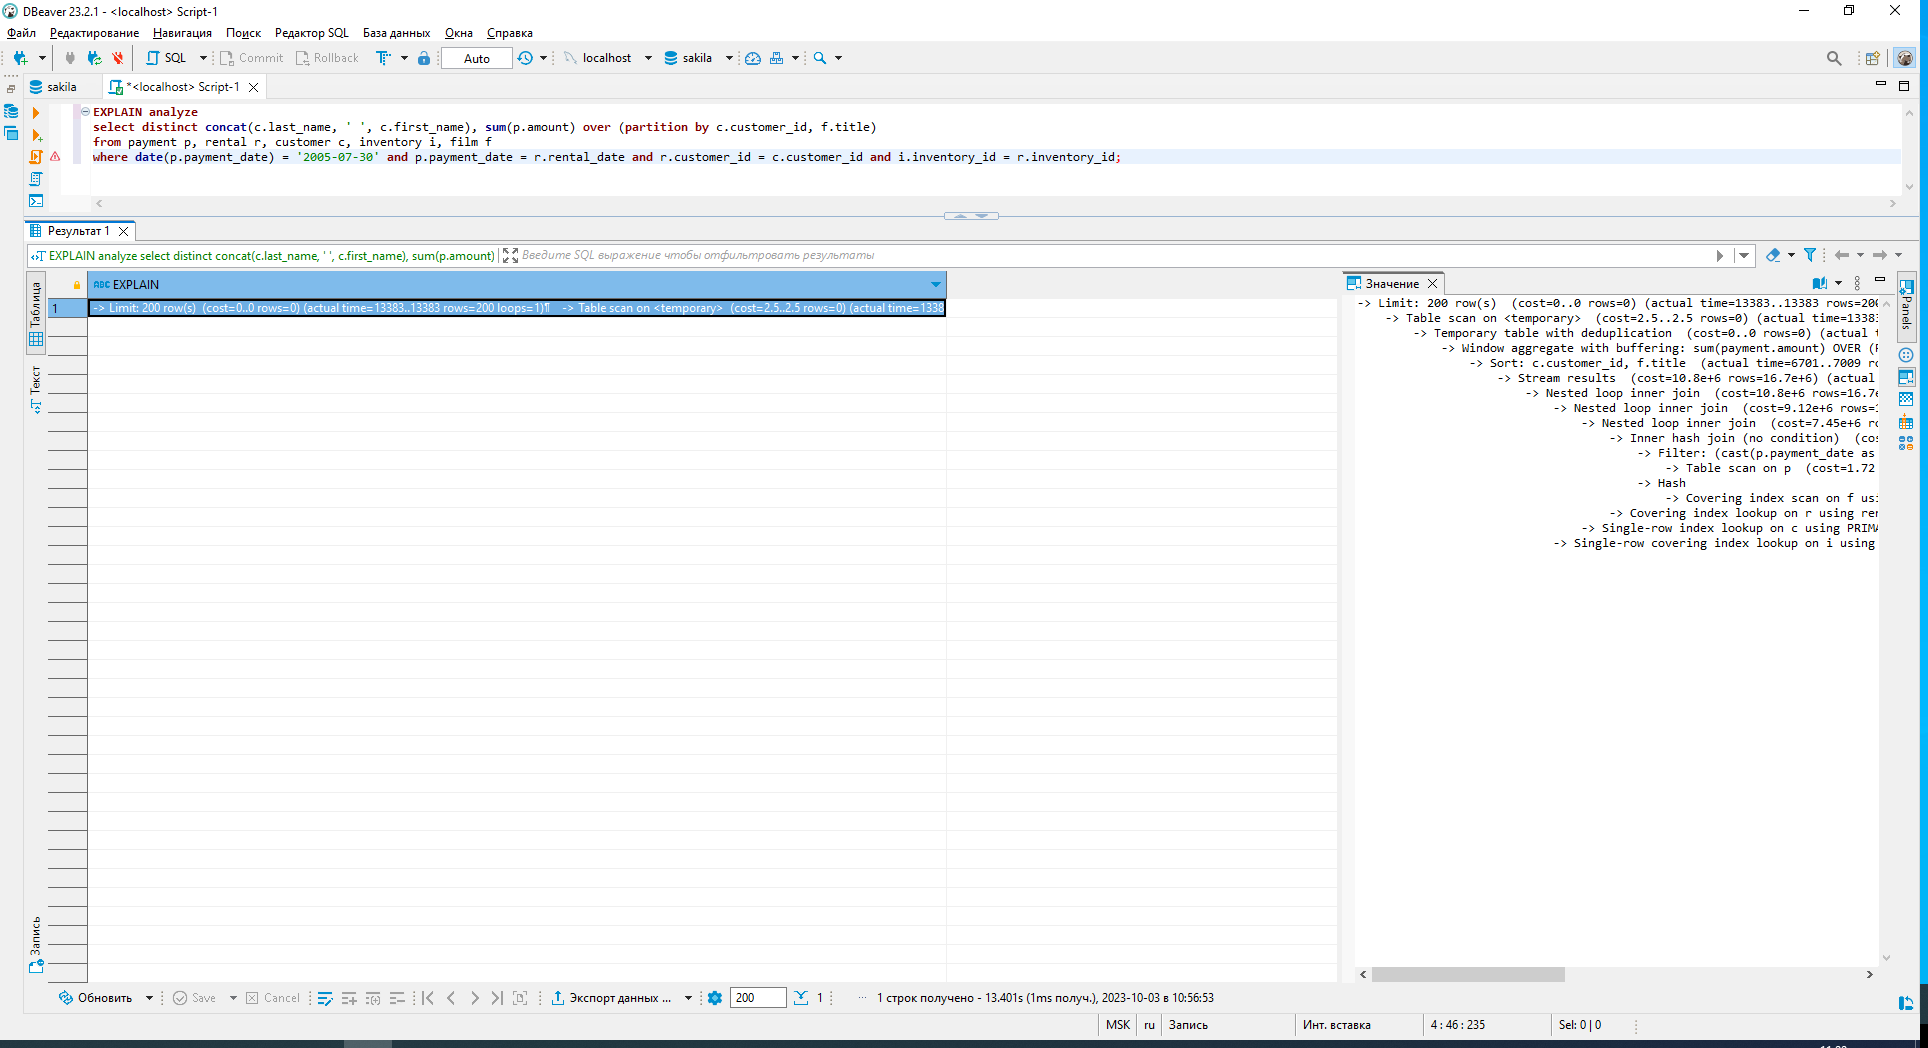 DBeaver 23.2.1 - <localhost> Script-1
Файл Редактирование Навигация Поиск Редактор SQL База данных Окна Справка
SQL Commit Rollback Auto localhost sakila
sakila *<localhost> Script-1
EXPLAIN analyze
select distinct concat(c.last_name, ' ', c.first_name), sum(p.amount) over (partition by c.customer_id, f.title)
from payment p, rental r, customer c, inventory i, film f
where date(p.payment_date) = '2005-07-30' and p.payment_date = r.rental_date and r.customer_id = c.customer_id and i.inventory_id = r.inventory_id;
Результат 1
EXPLAIN analyze select distinct concat(c.last_name, ' ', c.first_name), sum(p.amount) Введите SQL выражение чтобы отфильтровать результаты
Таблица
Текст
Запись
ABC EXPLAIN
1 -> Limit: 200 row(s) (cost=0..0 rows=0) (actual time=13383..13383 rows=200 loops=1)¶ -> Table scan on <temporary> (cost=2.5..2.5 rows=0) (actual time=1338
Значение
Panels
-> Limit: 200 row(s) (cost=0..0 rows=0) (actual time=13383..13383 rows=200
-> Table scan on <temporary> (cost=2.5..2.5 rows=0) (actual time=13383
-> Temporary table with deduplication (cost=0..0 rows=0) (actual t
-> Window aggregate with buffering: sum(payment.amount) OVER (P
-> Sort: c.customer_id, f.title (actual time=6701..7009 ro
-> Stream results (cost=10.8e+6 rows=16.7e+6) (actual
-> Nested loop inner join (cost=10.8e+6 rows=16.7e
-> Nested loop inner join (cost=9.12e+6 rows=1
-> Nested loop inner join (cost=7.45e+6 ro
-> Inner hash join (no condition) (cos
-> Filter: (cast(p.payment_date as
-> Table scan on p (cost=1.72
-> Hash
-> Covering index scan on f usi
-> Covering index lookup on r using ren
-> Single-row index lookup on c using PRIMA
-> Single-row covering index lookup on i using
Обновить Save Cancel Экспорт данных ... 200 1 ... 1 строк получено - 13.401s (1ms получ.), 2023-10-03 в 10:56:53
MSK ru Запись Инт. вставка 4 : 46 : 235 Sel: 0 | 0